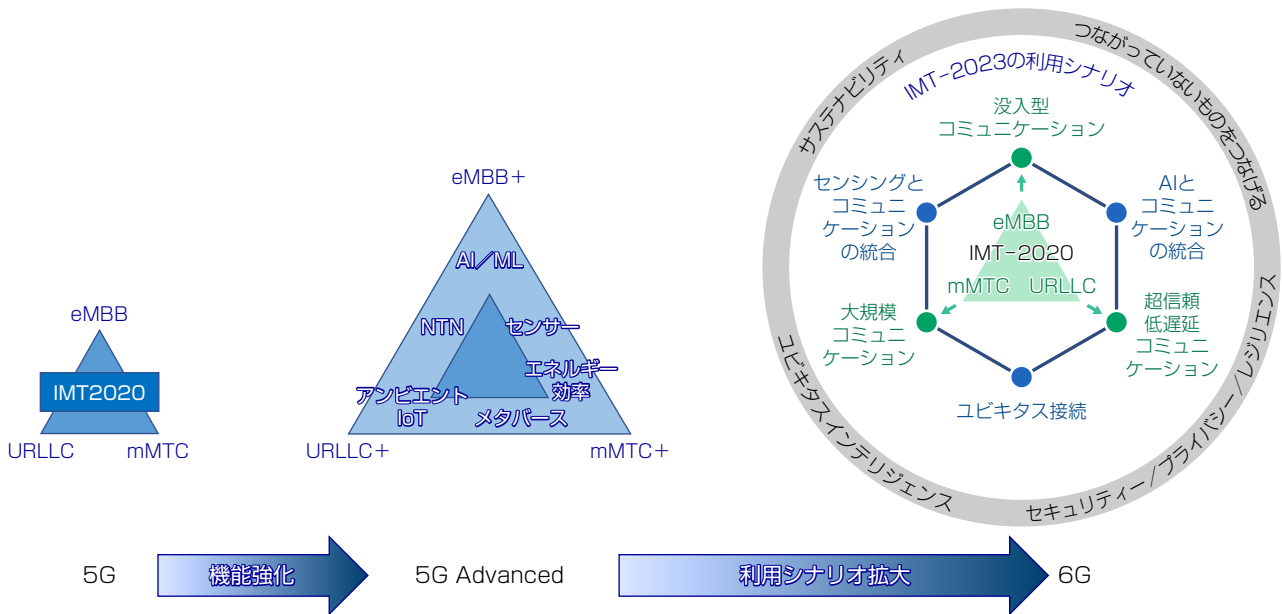 eMBB
IMT2020
URLLC
mMTC
eMBB+
AI／ML
NTN
センサー
アンビエント
IoT
エネルギー
効率
メタバース
URLLC+
mMTC+
サステナビリティ
つながっていないものをつなげる
ユビキタスインテリジェンス
セキュリティー/プライバシー/レジリエンス
IMT-2023の利用シナリオ
没入型
コミュニケーション
センシングと
コミュニ
ケーション
の統合
AIと
コミュニ
ケーション
の統合
eMBB
IMT-2020
mMTC
URLLC
大規模
コミュニ
ケーション
超信頼
低遅延
コミュニ
ケーション
ユビキタス接続
5G
機能強化
5G Advanced
利用シナリオ拡大
6G